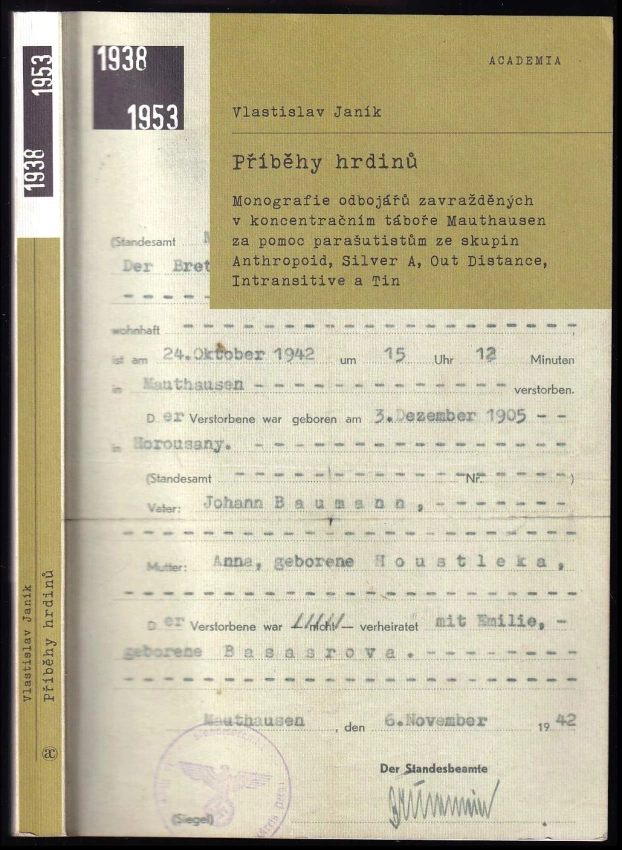 1938
1953
Vlastislav Janík
Příběhy hrdinů
1938
1953
ACADEMIA
Vlastislav Janík
Příběhy hrdinů
Monografie odbojářů zavražděných
v koncentračním táboře Mauthausen
za pomoc parašutistům ze skupin
Anthropoid, Silver A, Out Distance,
Intransitive a Tin
(Standesamt
Der
wohnhaft
ist am 24.Oktober 1942 um 15 Uhr 12 Minuten
in Mauthausen verstorben.
Der Verstorbene war geboren am 3.Dezember 1905
in Horousany.
(Standesamt Nr. )
Vater: Johann Baumann,
Mutter: Anna, geborene Houstleka,
Der Verstorbene war nicht verheiratet mit Emilie,
geborene Basasrova.
Mauthausen, den 6.November 1942
Der Standesbeamte
(Siegel)